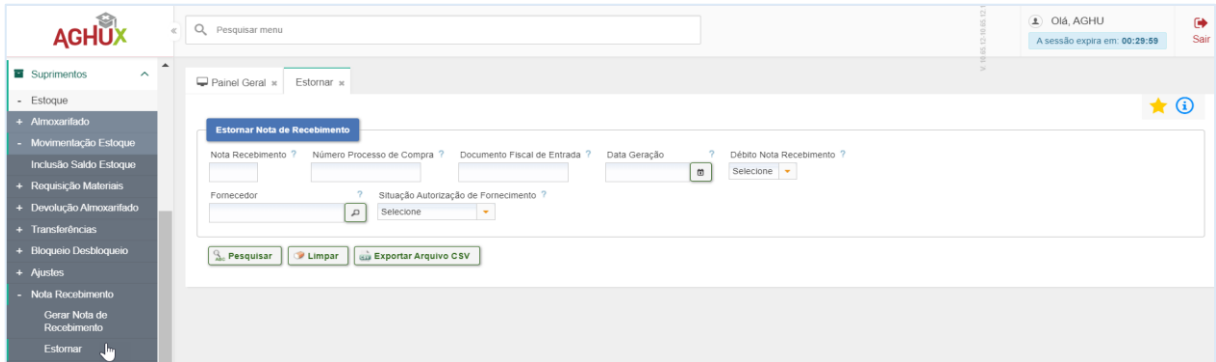 AGHUX
«
Pesquisar menu
Olá, AGHU
A sessão expira em: 00:29:59
Sair
Suprimentos
- Estoque
+ Almoxarifado
- Movimentação Estoque
Inclusão Saldo Estoque
+ Requisição Materiais
+ Devolução Almoxarifado
+ Transferências
+ Bloqueio Desbloqueio
+ Ajustes
- Nota Recebimento
Gerar Nota de
Recebimento
Estornar
Painel Geral ×
Estornar ×
Estornar Nota de Recebimento
Nota Recebimento ? Número Processo de Compra ? Documento Fiscal de Entrada ? Data Geração ? Débito Nota Recebimento ?
Selecione
Fornecedor ? Situação Autorização de Fornecimento ?
Selecione
Pesquisar Limpar Exportar Arquivo CSV